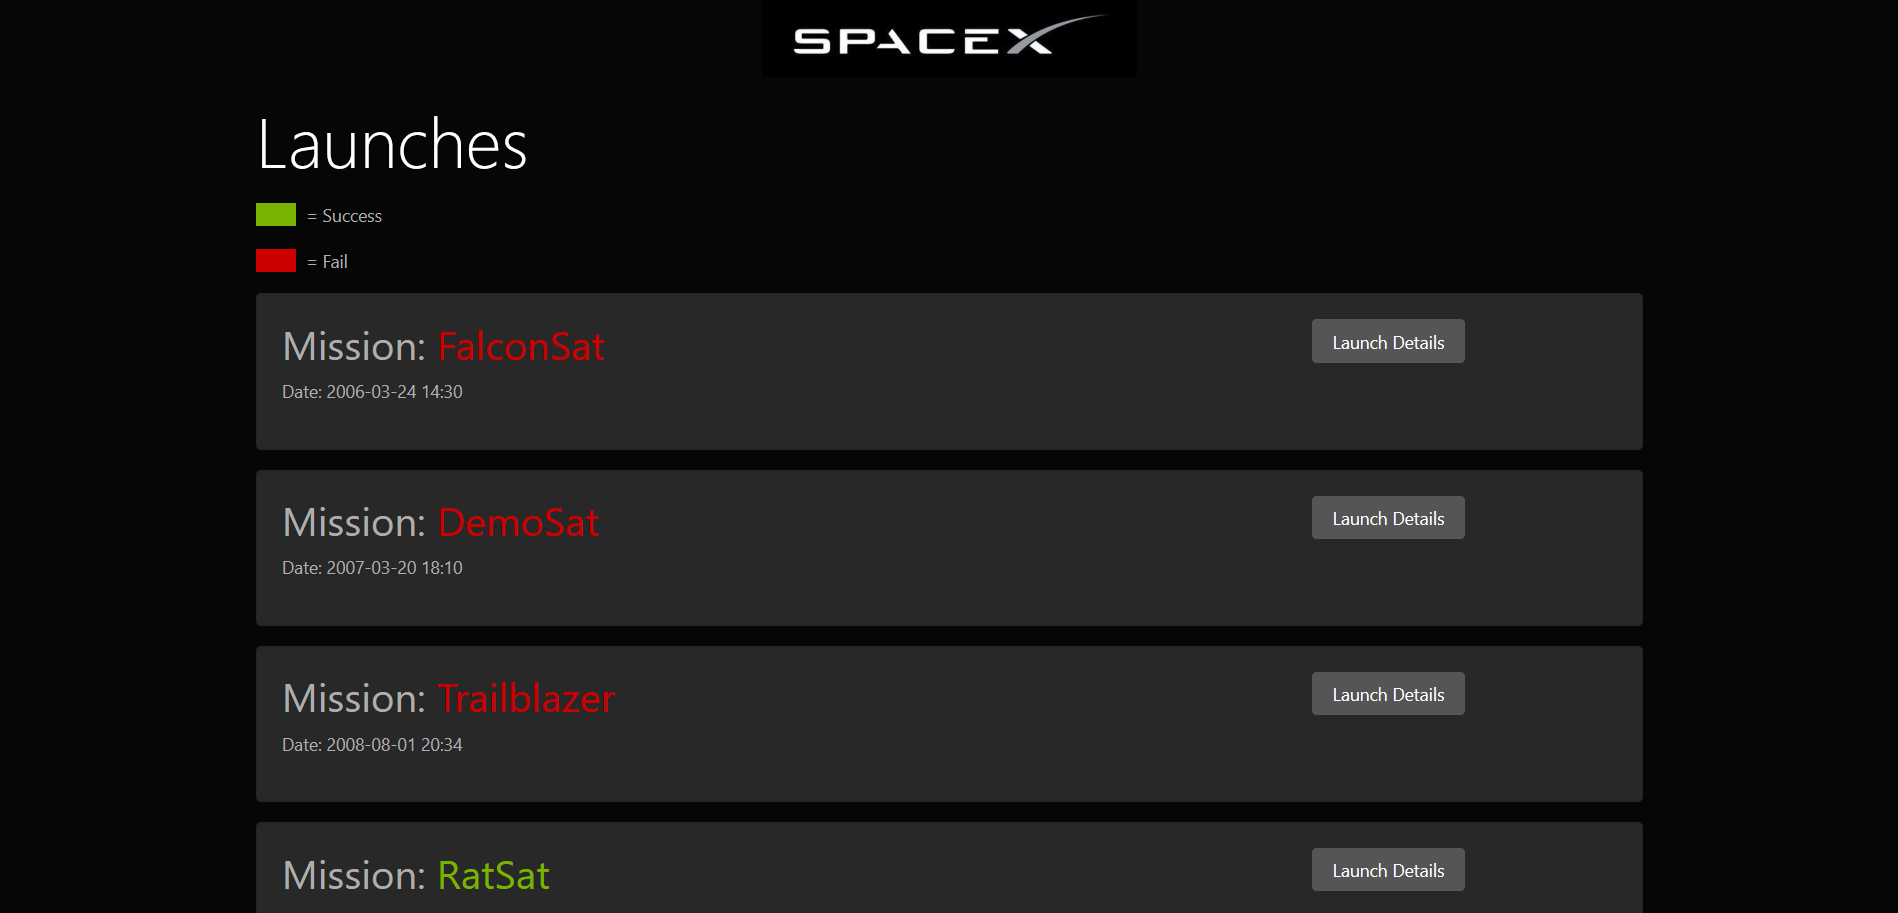 SPACEX
Launches
= Success
= Fail
Mission: FalconSat
Launch Details
Date: 2006-03-24 14:30
Mission: DemoSat
Launch Details
Date: 2007-03-20 18:10
Mission: Trailblazer
Launch Details
Date: 2008-08-01 20:34
Mission: RatSat
Launch Details